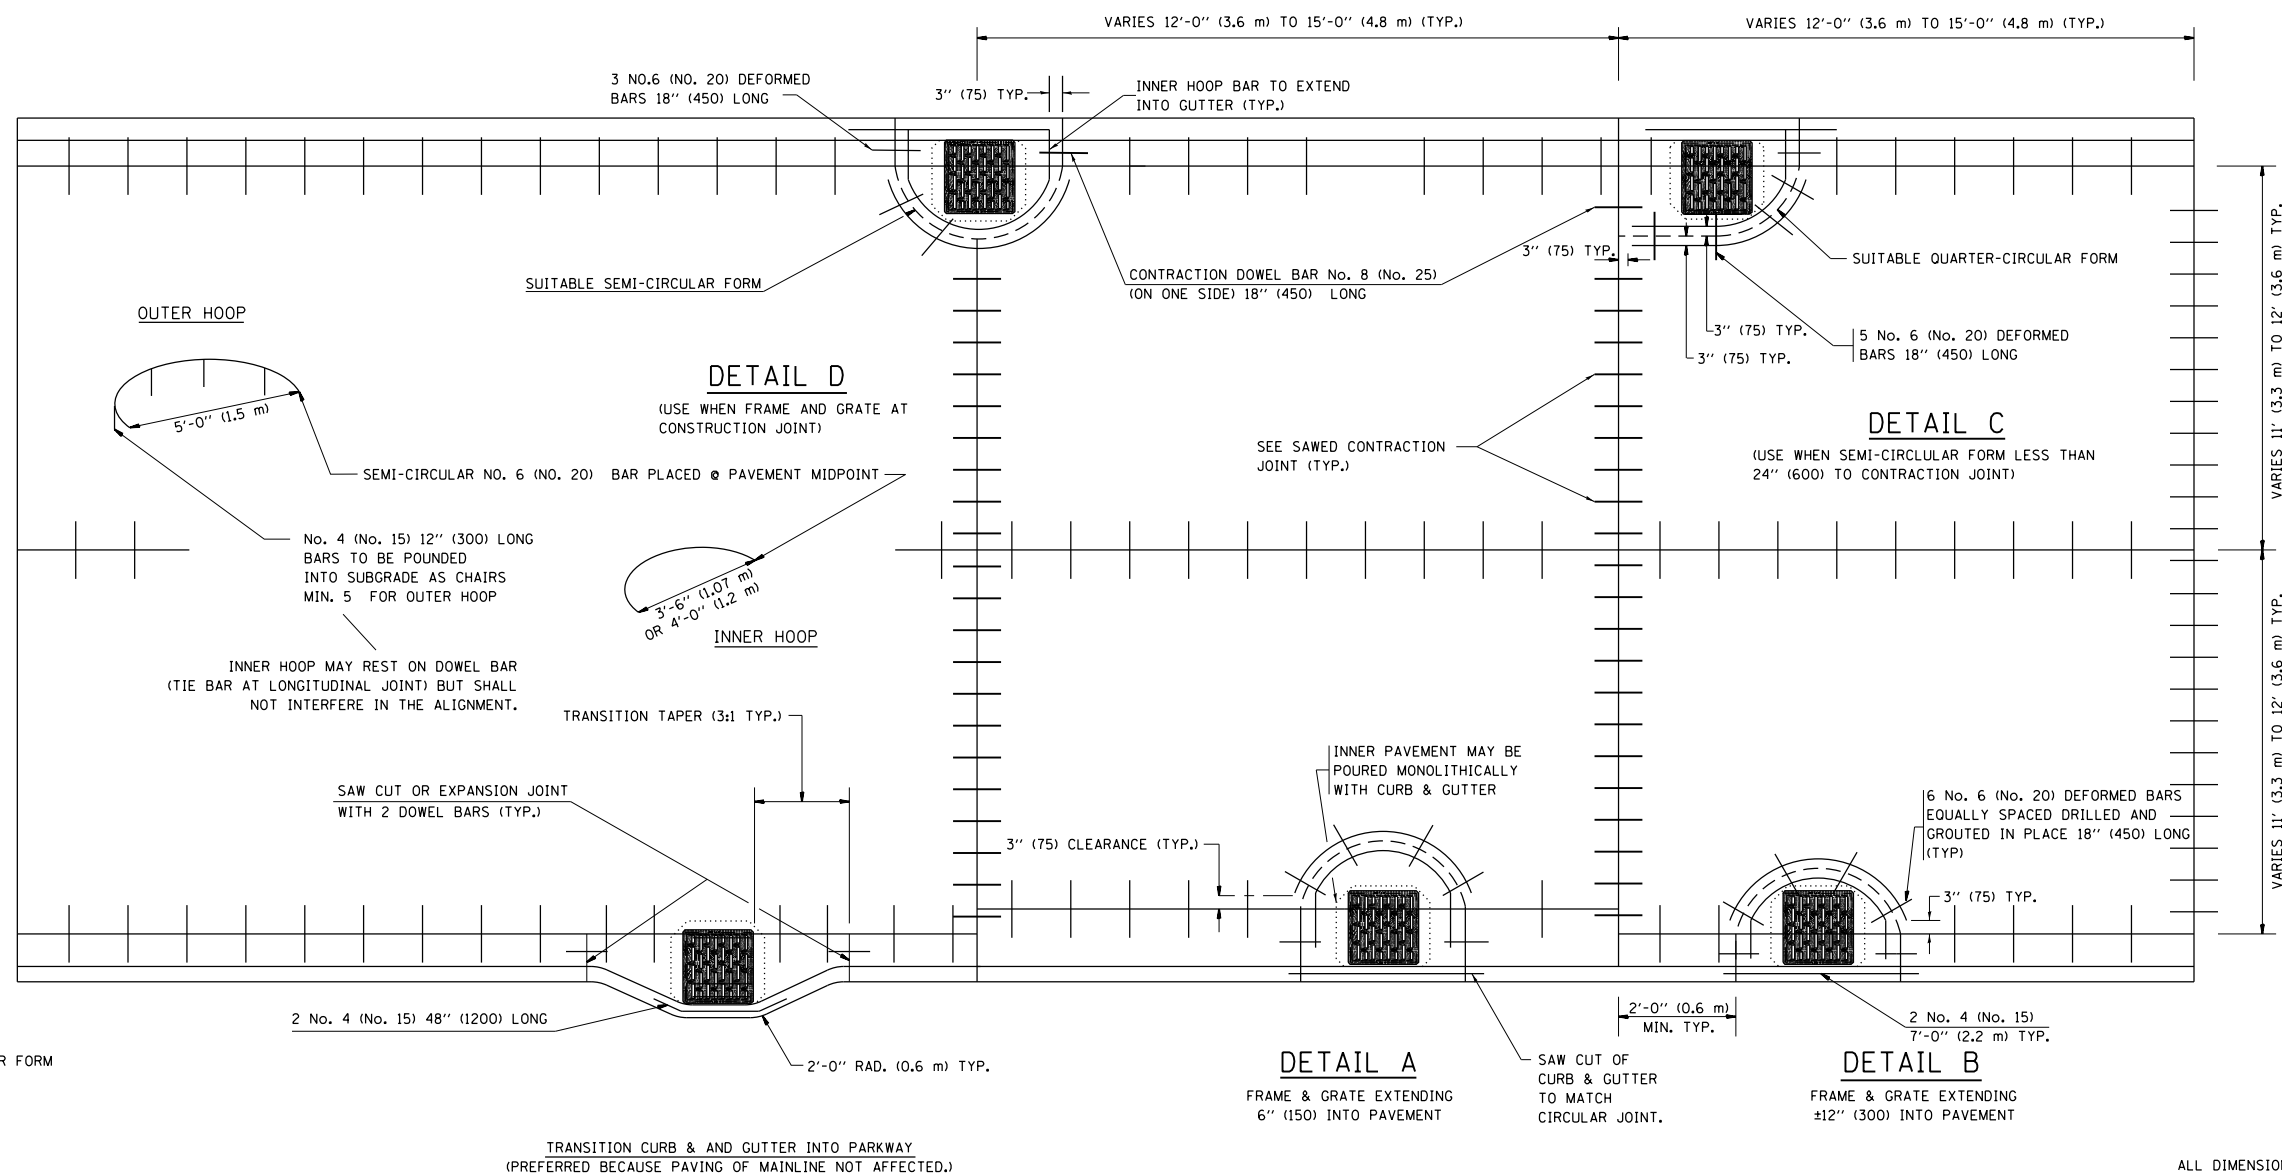 VARIES 12'-0" (3.6 m) TO 15'-0" (4.8 m) (TYP.)
VARIES 12'-0" (3.6 m) TO 15'-0" (4.8 m) (TYP.)
3 NO.6 (NO. 20) DEFORMED
BARS 18" (450) LONG
3" (75) TYP.
INNER HOOP BAR TO EXTEND
INTO GUTTER (TYP.)
SUITABLE SEMI-CIRCULAR FORM
CONTRACTION DOWEL BAR No. 8 (No. 25)
(ON ONE SIDE) 18" (450) LONG
3" (75) TYP.
SUITABLE QUARTER-CIRCULAR FORM
3" (75) TYP.
3" (75) TYP.
5 No. 6 (No. 20) DEFORMED
BARS 18" (450) LONG
VARIES 11' (3.3 m) TO 12' (3.6 m) TYP.
OUTER HOOP
5'-0" (1.5 m)
DETAIL D
(USE WHEN FRAME AND GRATE AT
CONSTRUCTION JOINT)
SEMI-CIRCULAR NO. 6 (NO. 20) BAR PLACED @ PAVEMENT MIDPOINT
SEE SAWED CONTRACTION
JOINT (TYP.)
DETAIL C
(USE WHEN SEMI-CIRCLULAR FORM LESS THAN
24" (600) TO CONTRACTION JOINT)
No. 4 (No. 15) 12" (300) LONG
BARS TO BE POUNDED
INTO SUBGRADE AS CHAIRS
MIN. 5 FOR OUTER HOOP
3'-6" (1.07 m)
OR 4'-0" (1.2 m)
INNER HOOP
INNER HOOP MAY REST ON DOWEL BAR
(TIE BAR AT LONGITUDINAL JOINT) BUT SHALL
NOT INTERFERE IN THE ALIGNMENT.
VARIES 11' (3.3 m) TO 12' (3.6 m) TYP.
TRANSITION TAPER (3:1 TYP.)
SAW CUT OR EXPANSION JOINT
WITH 2 DOWEL BARS (TYP.)
INNER PAVEMENT MAY BE
POURED MONOLITHICALLY
WITH CURB & GUTTER
3" (75) CLEARANCE (TYP.)
6 No. 6 (No. 20) DEFORMED BARS
EQUALLY SPACED DRILLED AND
GROUTED IN PLACE 18" (450) LONG
(TYP)
3" (75) TYP.
2 No. 4 (No. 15) 48" (1200) LONG
2'-0" RAD. (0.6 m) TYP.
2'-0" (0.6 m)
MIN. TYP.
2 No. 4 (No. 15)
7'-0" (2.2 m) TYP.
R FORM
DETAIL A
FRAME & GRATE EXTENDING
6" (150) INTO PAVEMENT
SAW CUT OF
CURB & GUTTER
TO MATCH
CIRCULAR JOINT.
DETAIL B
FRAME & GRATE EXTENDING
±12" (300) INTO PAVEMENT
TRANSITION CURB & AND GUTTER INTO PARKWAY
(PREFERRED BECAUSE PAVING OF MAINLINE NOT AFFECTED.)
ALL DIMENSIO